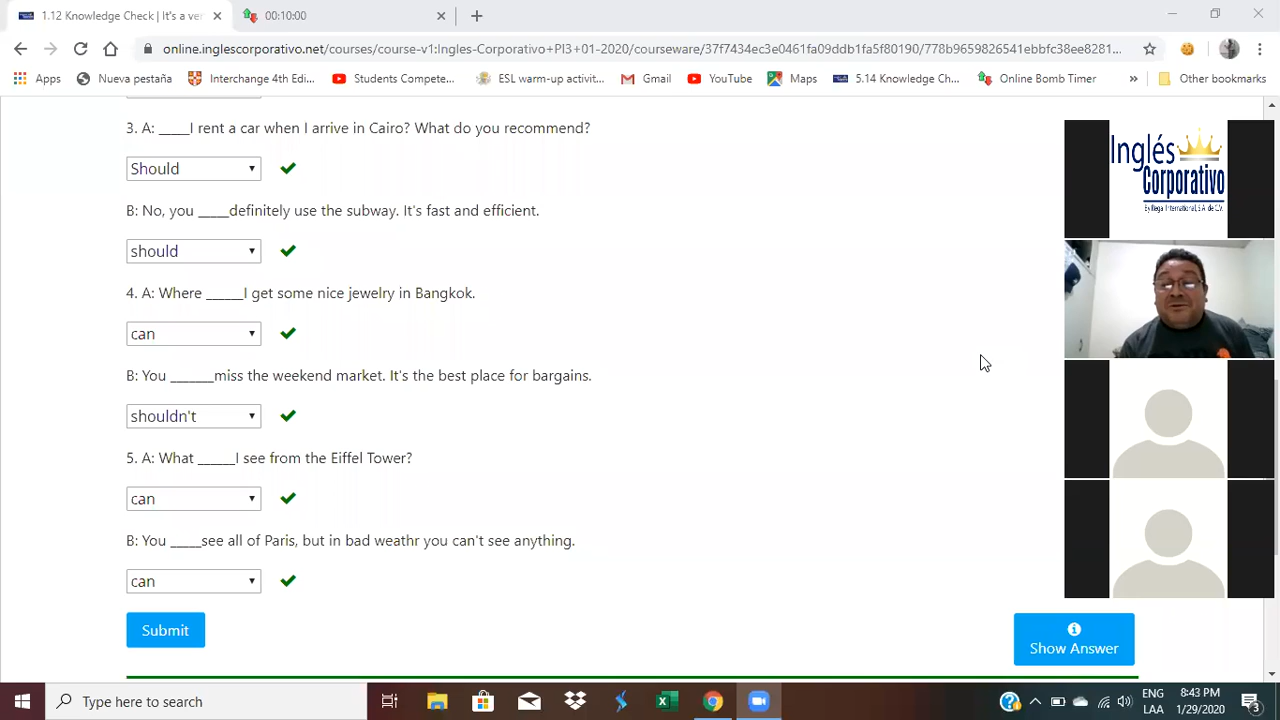 1.12 Knowledge Check | It's a ver
00:10:00
online.inglescorporativo.net/courses/course-v1:Ingles-Corporativo+PI3+01-2020/courseware/37f7434ec3e0461fa09ddb1fa5f80190/778b9659826541ebbfc38ee8281...
Apps
Nueva pestaña
Interchange 4th Edi...
Students Compete...
ESL warm-up activit...
Gmail
YouTube
Maps
5.14 Knowledge Ch...
Online Bomb Timer
»
Other bookmarks
3. A: _____I rent a car when I arrive in Cairo? What do you recommend?
Should
B: No, you _____definitely use the subway. It's fast and efficient.
should
4. A: Where ______I get some nice jewelry in Bangkok.
can
B: You _______miss the weekend market. It's the best place for bargains.
shouldn't
5. A: What ______I see from the Eiffel Tower?
can
B: You _____see all of Paris, but in bad weathr you can't see anything.
can
Submit
Show Answer
Inglés
Corporativo
Type here to search
ENG
LAA
8:43 PM
1/29/2020
3